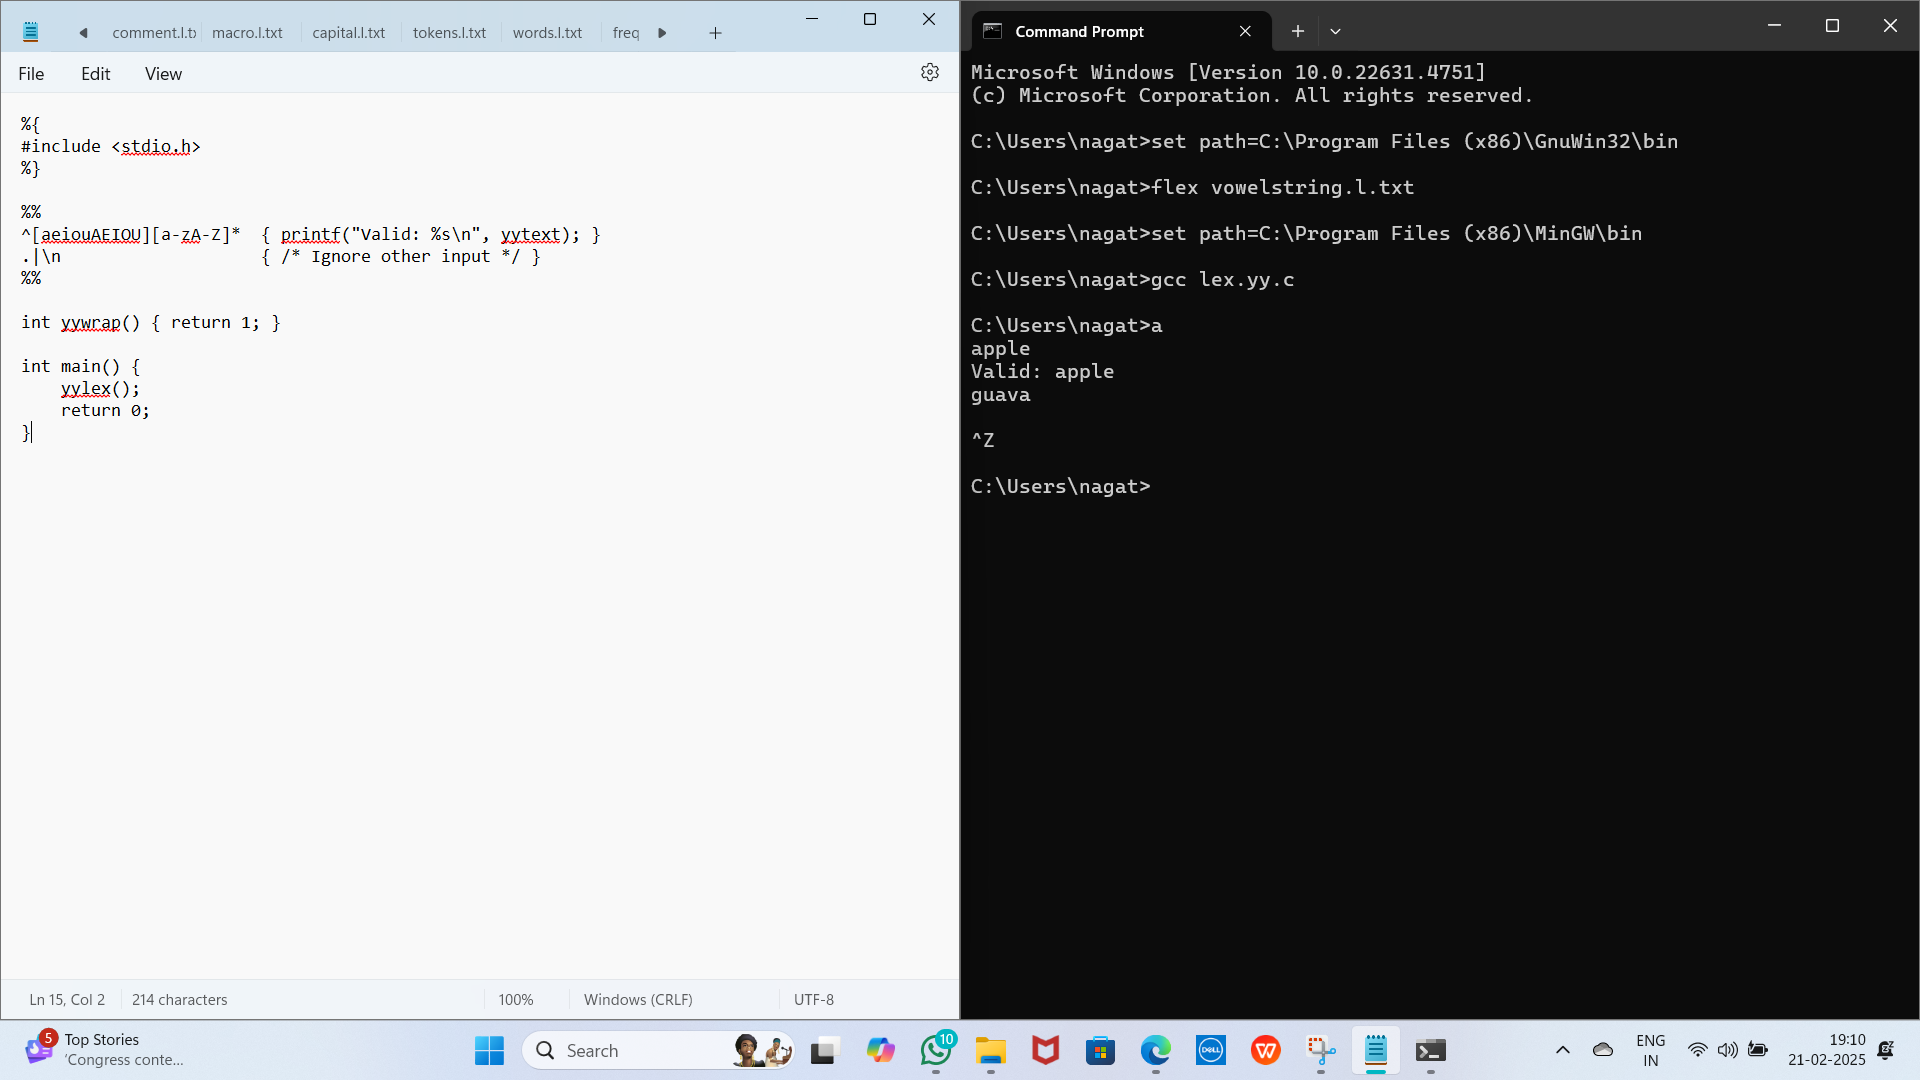 comment.l.tx macro.l.txt capital.l.txt tokens.l.txt words.l.txt freq
File Edit View
%{
#include <stdio.h>
%}
%%
^[aeiouAEIOU][a-zA-Z]*  { printf("Valid: %s\n", yytext); }
.|\n                    { /* Ignore other input */ }
%%
int yywrap() { return 1; }
int main() {
    yylex();
    return 0;
}
Ln 15, Col 2 214 characters 100% Windows (CRLF) UTF-8
Command Prompt
Microsoft Windows [Version 10.0.22631.4751]
(c) Microsoft Corporation. All rights reserved.
C:\Users\nagat>set path=C:\Program Files (x86)\GnuWin32\bin
C:\Users\nagat>flex vowelstring.l.txt
C:\Users\nagat>set path=C:\Program Files (x86)\MinGW\bin
C:\Users\nagat>gcc lex.yy.c
C:\Users\nagat>a
apple
Valid: apple
guava
^Z
C:\Users\nagat>
5
Top Stories
'Congress conte...
Search
10
DELL
W
ENG
IN
19:10
21-02-2025